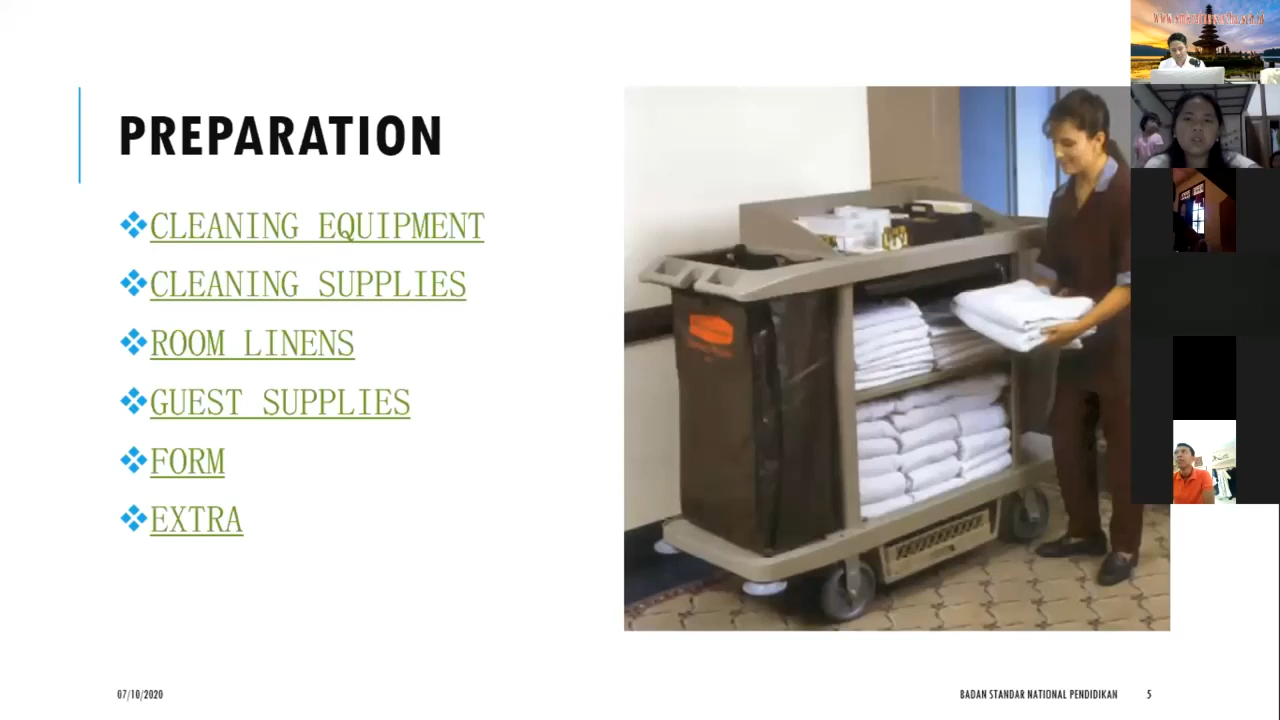 PREPARATION
CLEANING EQUIPMENT
CLEANING SUPPLIES
ROOM LINENS
GUEST SUPPLIES
FORM
EXTRA
07/10/2020
BADAN STANDAR NATIONAL PENDIDIKAN
5